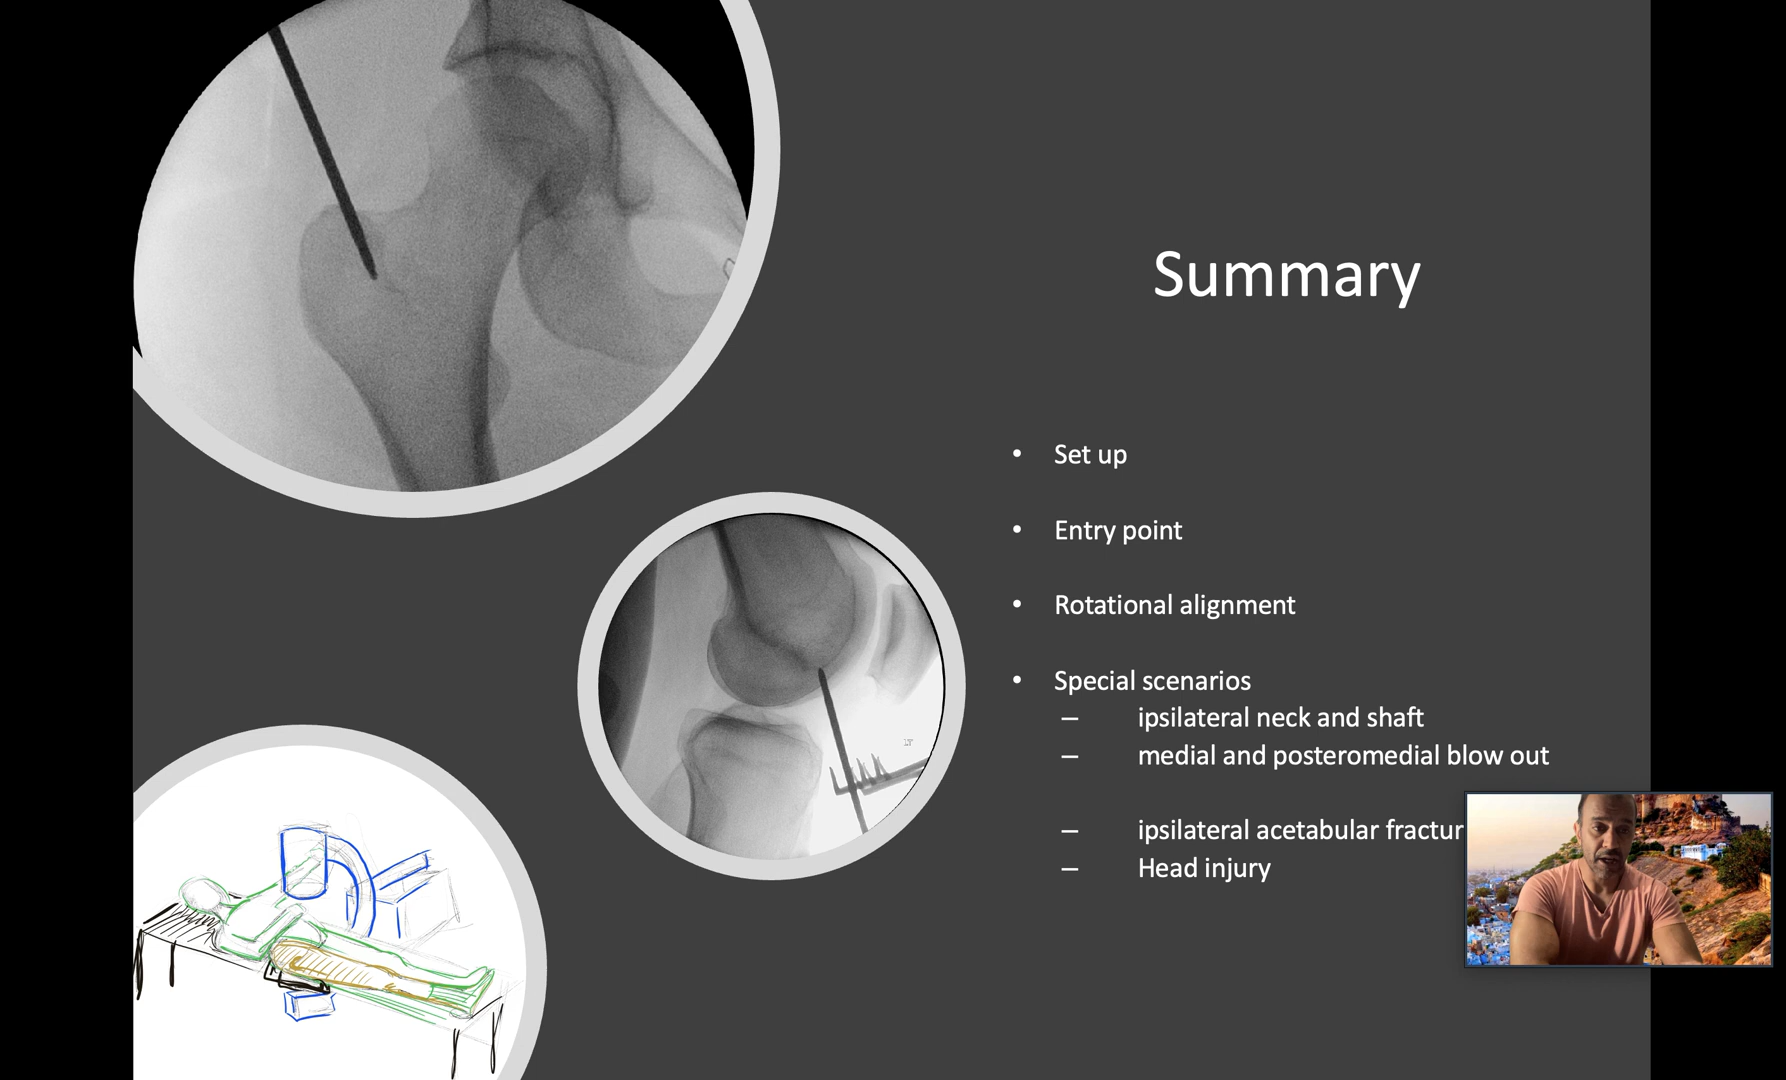 Summary
• Set up
• Entry point
• Rotational alignment
• Special scenarios
– ipsilateral neck and shaft
– medial and posteromedial blow out
– ipsilateral acetabular fractur
– Head injury